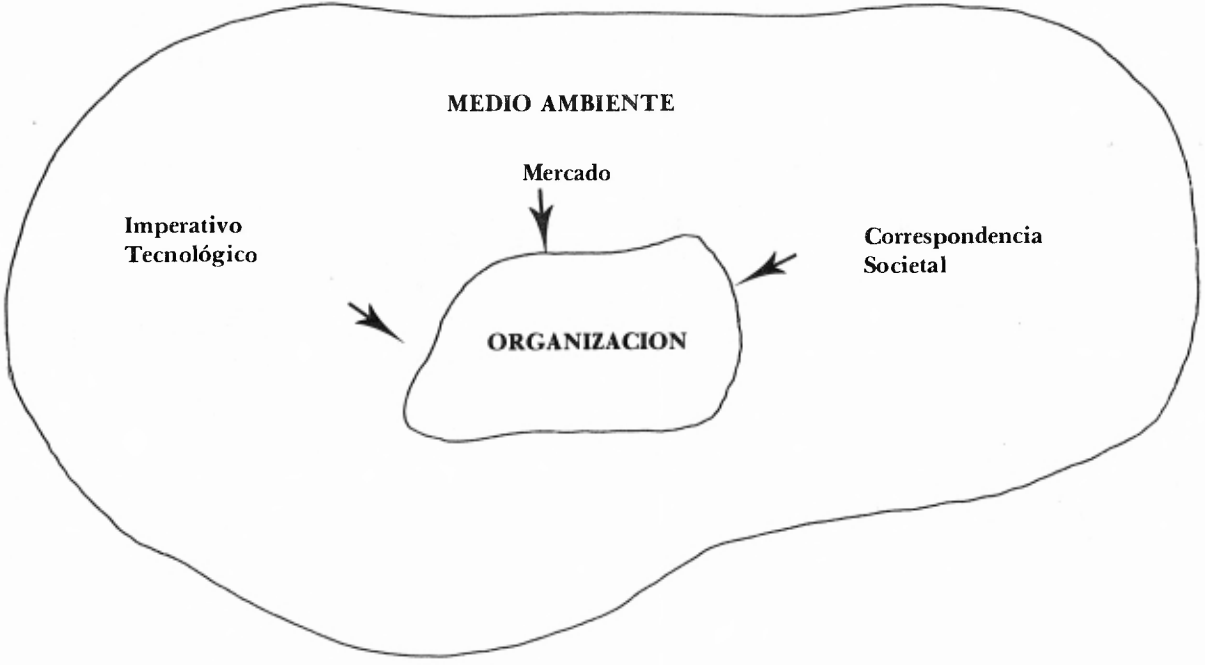 MEDIO AMBIENTE
Mercado
Imperativo
Tecnológico
Correspondencia
Societal
ORGANIZACION